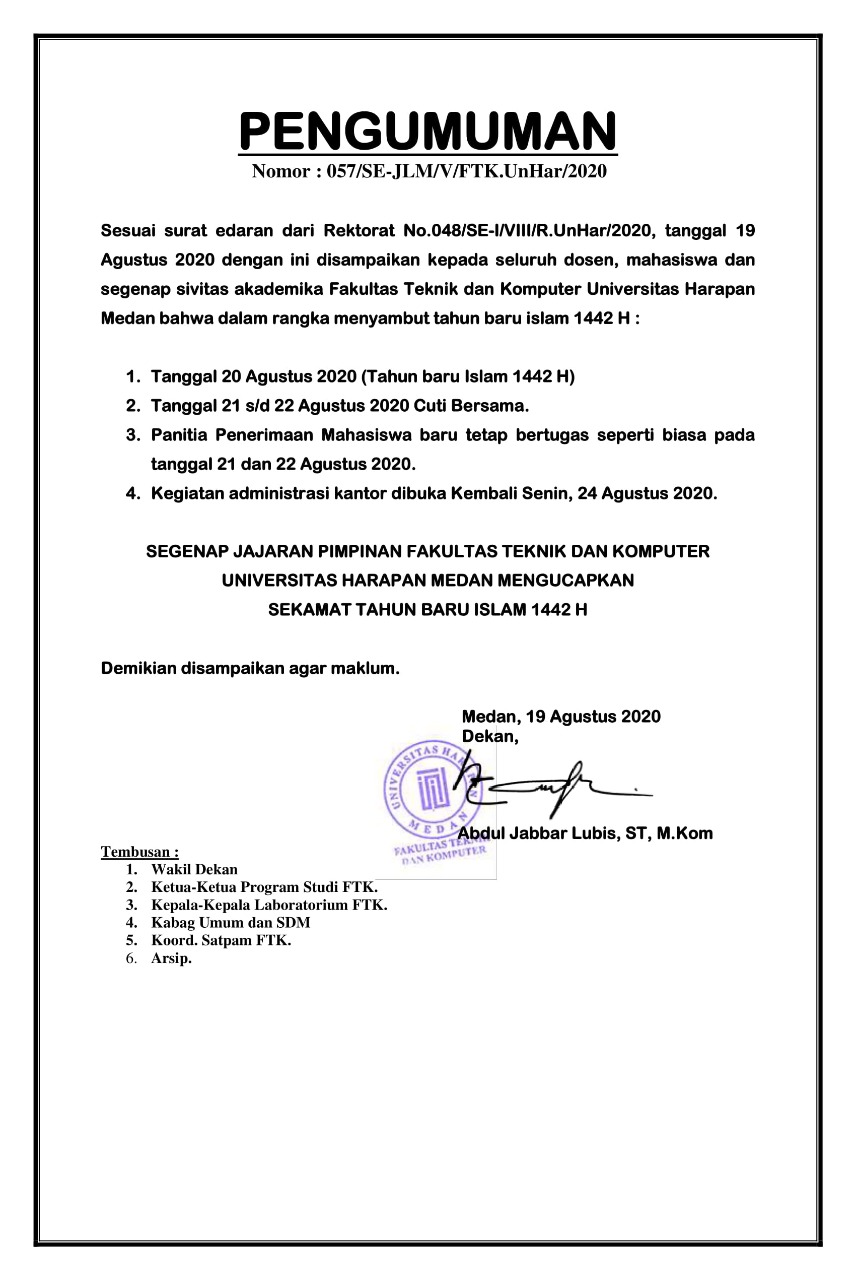 PENGUMUMAN
Nomor : 057/SE-JLM/V/FTK.UnHar/2020
Sesuai surat edaran dari Rektorat No.048/SE-I/VIII/R.UnHar/2020, tanggal 19
Agustus 2020 dengan ini disampaikan kepada seluruh dosen, mahasiswa dan
segenap sivitas akademika Fakultas Teknik dan Komputer Universitas Harapan
Medan bahwa dalam rangka menyambut tahun baru islam 1442 H :
1. Tanggal 20 Agustus 2020 (Tahun baru Islam 1442 H)
2. Tanggal 21 s/d 22 Agustus 2020 Cuti Bersama.
3. Panitia Penerimaan Mahasiswa baru tetap bertugas seperti biasa pada
tanggal 21 dan 22 Agustus 2020.
4. Kegiatan administrasi kantor dibuka Kembali Senin, 24 Agustus 2020.
SEGENAP JAJARAN PIMPINAN FAKULTAS TEKNIK DAN KOMPUTER
UNIVERSITAS HARAPAN MEDAN MENGUCAPKAN
SEKAMAT TAHUN BARU ISLAM 1442 H
Demikian disampaikan agar maklum.
Medan, 19 Agustus 2020
Dekan,
UNIVERSITAS HARAPAN
MEDAN
FAKULTAS TEKNIK
DAN KOMPUTER
Abdul Jabbar Lubis, ST, M.Kom
Tembusan :
1. Wakil Dekan
2. Ketua-Ketua Program Studi FTK.
3. Kepala-Kepala Laboratorium FTK.
4. Kabag Umum dan SDM
5. Koord. Satpam FTK.
6. Arsip.